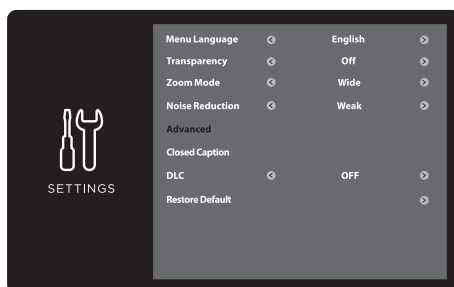 Menu Language English
Transparency Off
Zoom Mode Wide
Noise Reduction Weak
Advanced
Closed Caption
DLC OFF
Restore Default
SETTINGS